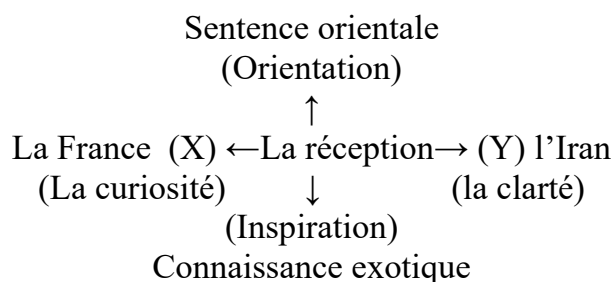 Sentence orientale
(Orientation)
↑
La France (X) ←La réception→ (Y) l’Iran
(La curiosité) ↓ (la clarté)
(Inspiration)
Connaissance exotique